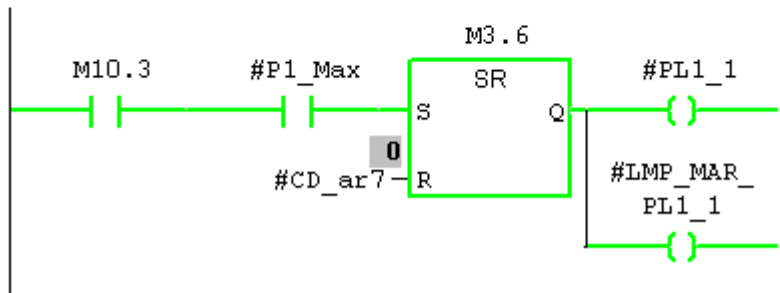 M3.6
M10.3
#P1_Max
SR
#PL1_1
S
Q
0
#CD_ar7
R
#LMP_MAR_
PL1_1